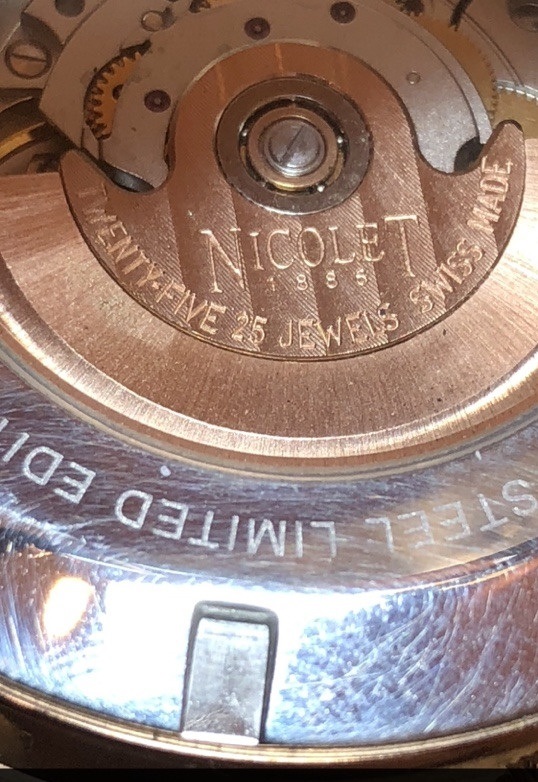 NICOLET
1886
TWENTY-FIVE 25 JEWELS SWISS MADE
STEEL LIMITED EDI